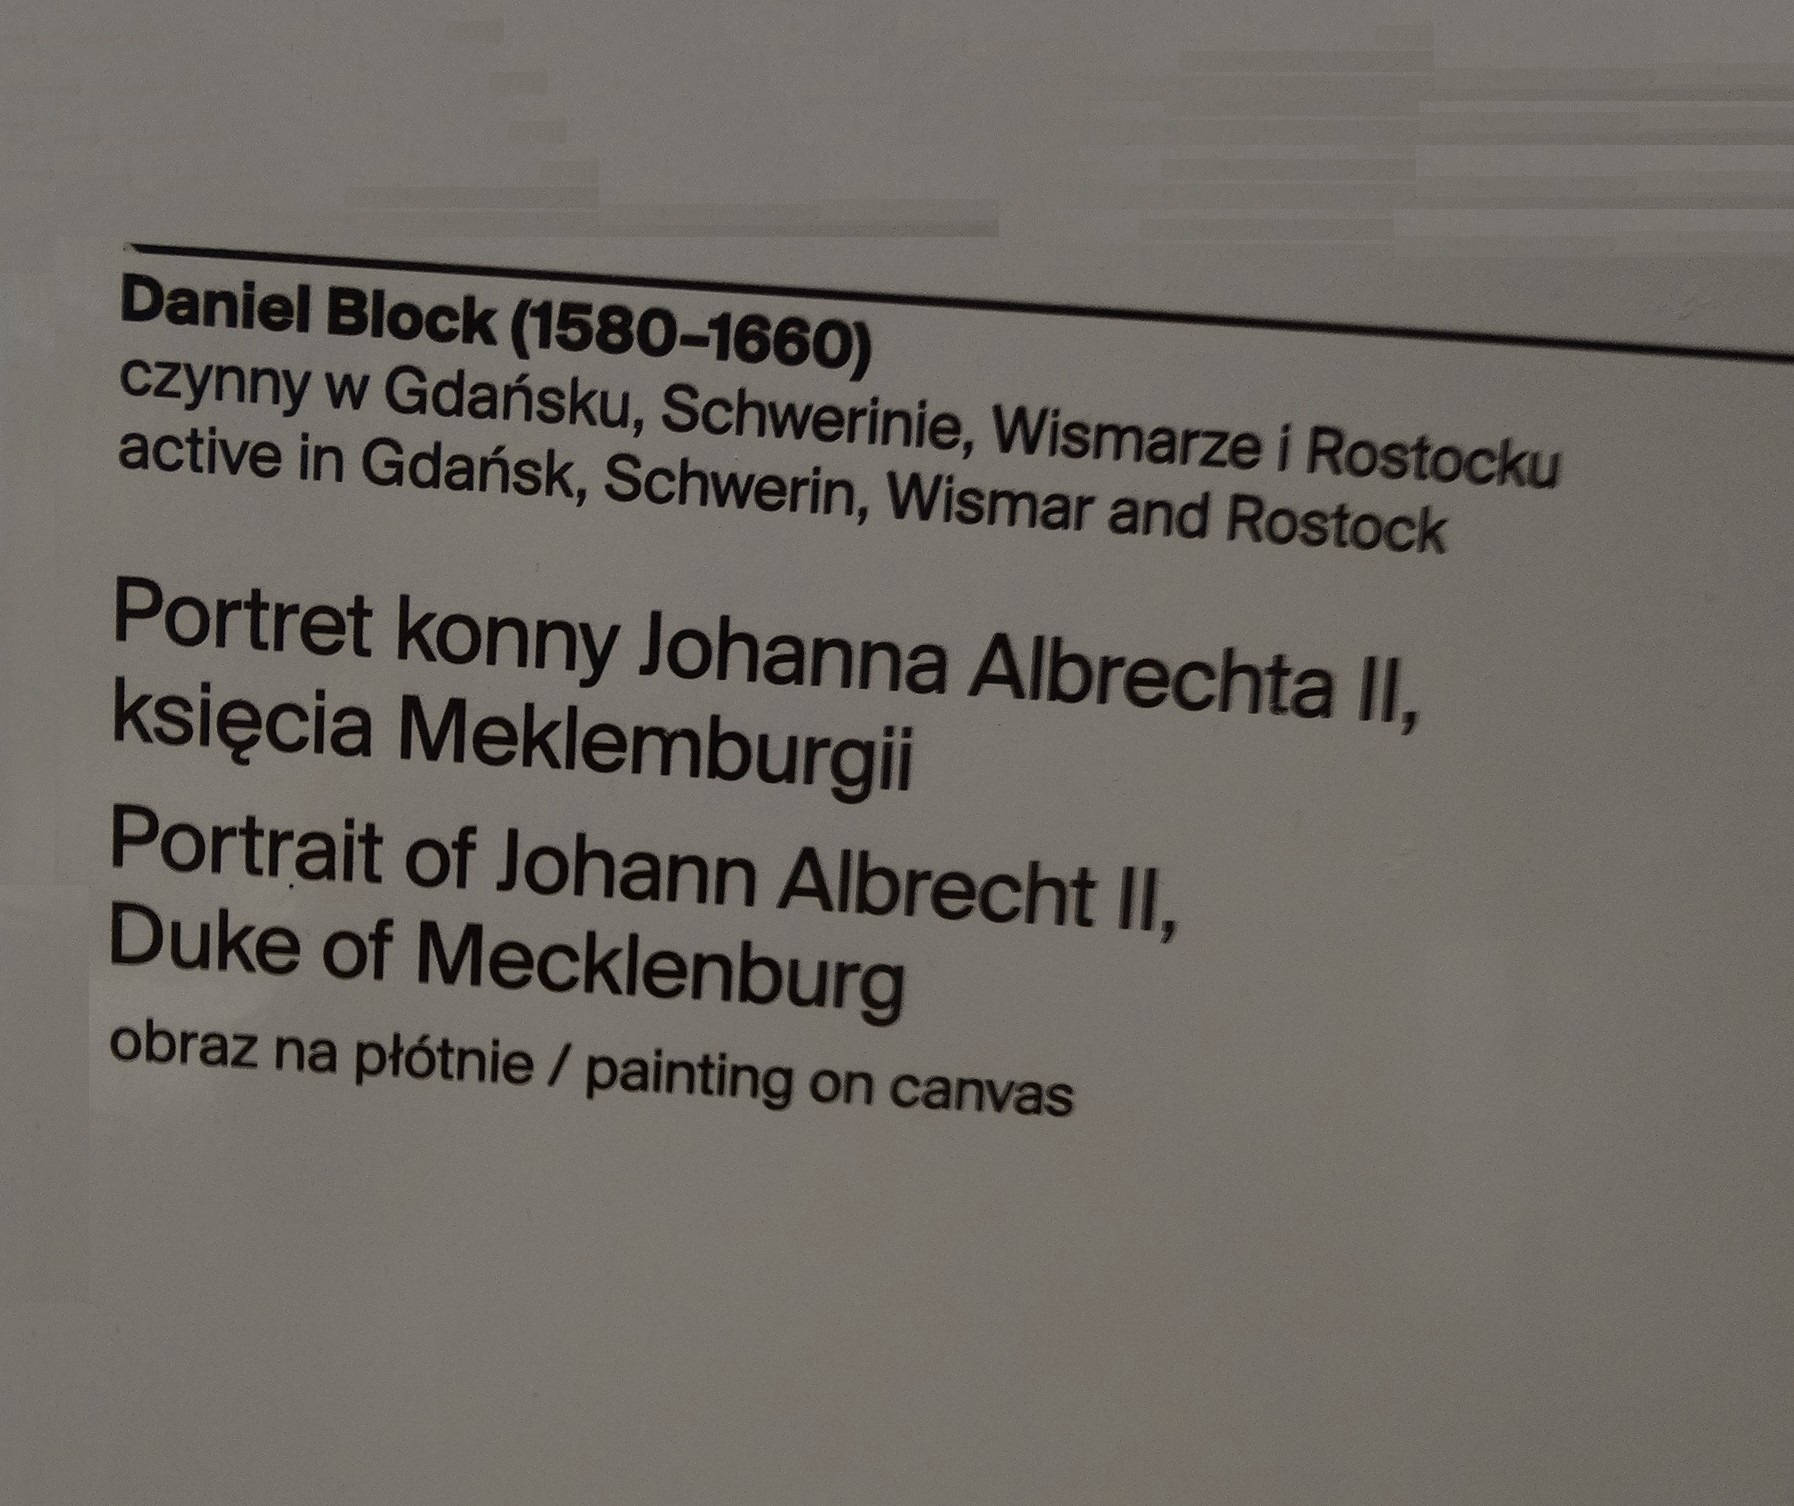 Daniel Block (1580–1660)
czynny w Gdańsku, Schwerinie, Wismarze i Rostocku
active in Gdańsk, Schwerin, Wismar and Rostock
Portret konny Johanna Albrechta II,
księcia Meklemburgii
Portrait of Johann Albrecht II,
Duke of Mecklenburg
obraz na płótnie / painting on canvas